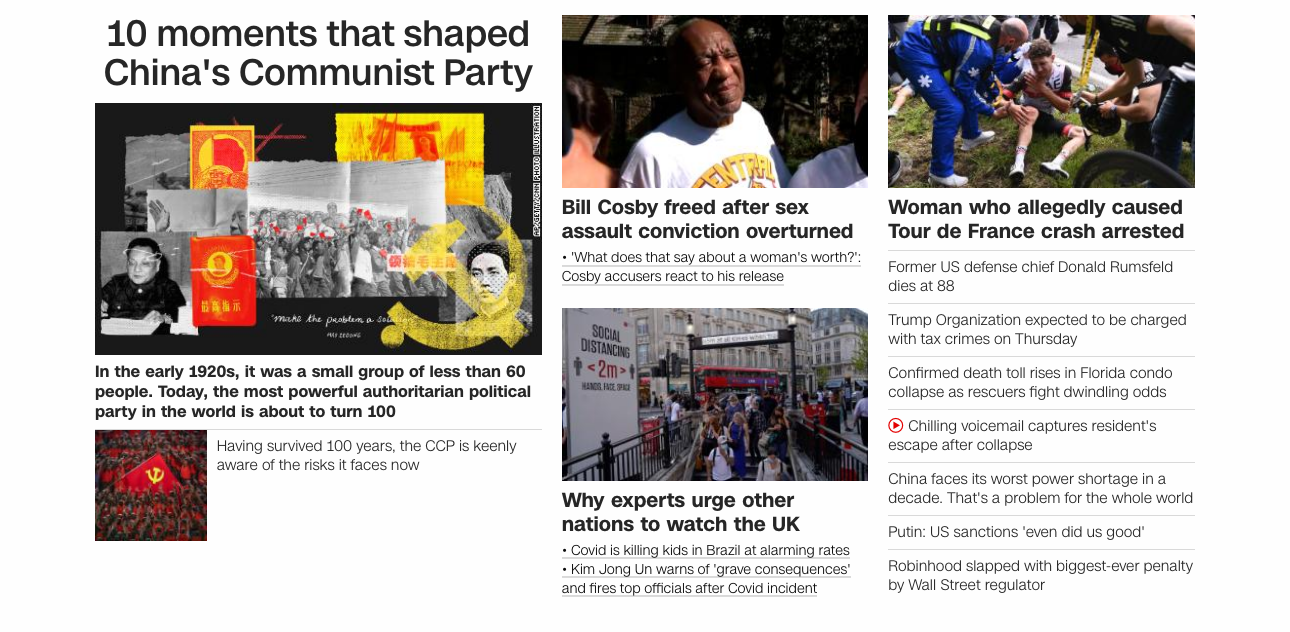 10 moments that shaped
China's Communist Party
AP/GETTY/CNN PHOTO ILLUSTRATION
最高指示
"make the problem a solution
MAO ZEDONG
In the early 1920s, it was a small group of less than 60
people. Today, the most powerful authoritarian political
party in the world is about to turn 100
Having survived 100 years, the CCP is keenly
aware of the risks it faces now
CENTRAL
Bill Cosby freed after sex
assault conviction overturned
• 'What does that say about a woman's worth?':
Cosby accusers react to his release
SOCIAL
DISTANCING
<2m>
HANDS. FACE. SPACE
Why experts urge other
nations to watch the UK
• Covid is killing kids in Brazil at alarming rates
• Kim Jong Un warns of 'grave consequences'
and fires top officials after Covid incident
Woman who allegedly caused
Tour de France crash arrested
Former US defense chief Donald Rumsfeld
dies at 88
Trump Organization expected to be charged
with tax crimes on Thursday
Confirmed death toll rises in Florida condo
collapse as rescuers fight dwindling odds
Chilling voicemail captures resident's
escape after collapse
China faces its worst power shortage in a
decade. That's a problem for the whole world
Putin: US sanctions 'even did us good'
Robinhood slapped with biggest-ever penalty
by Wall Street regulator